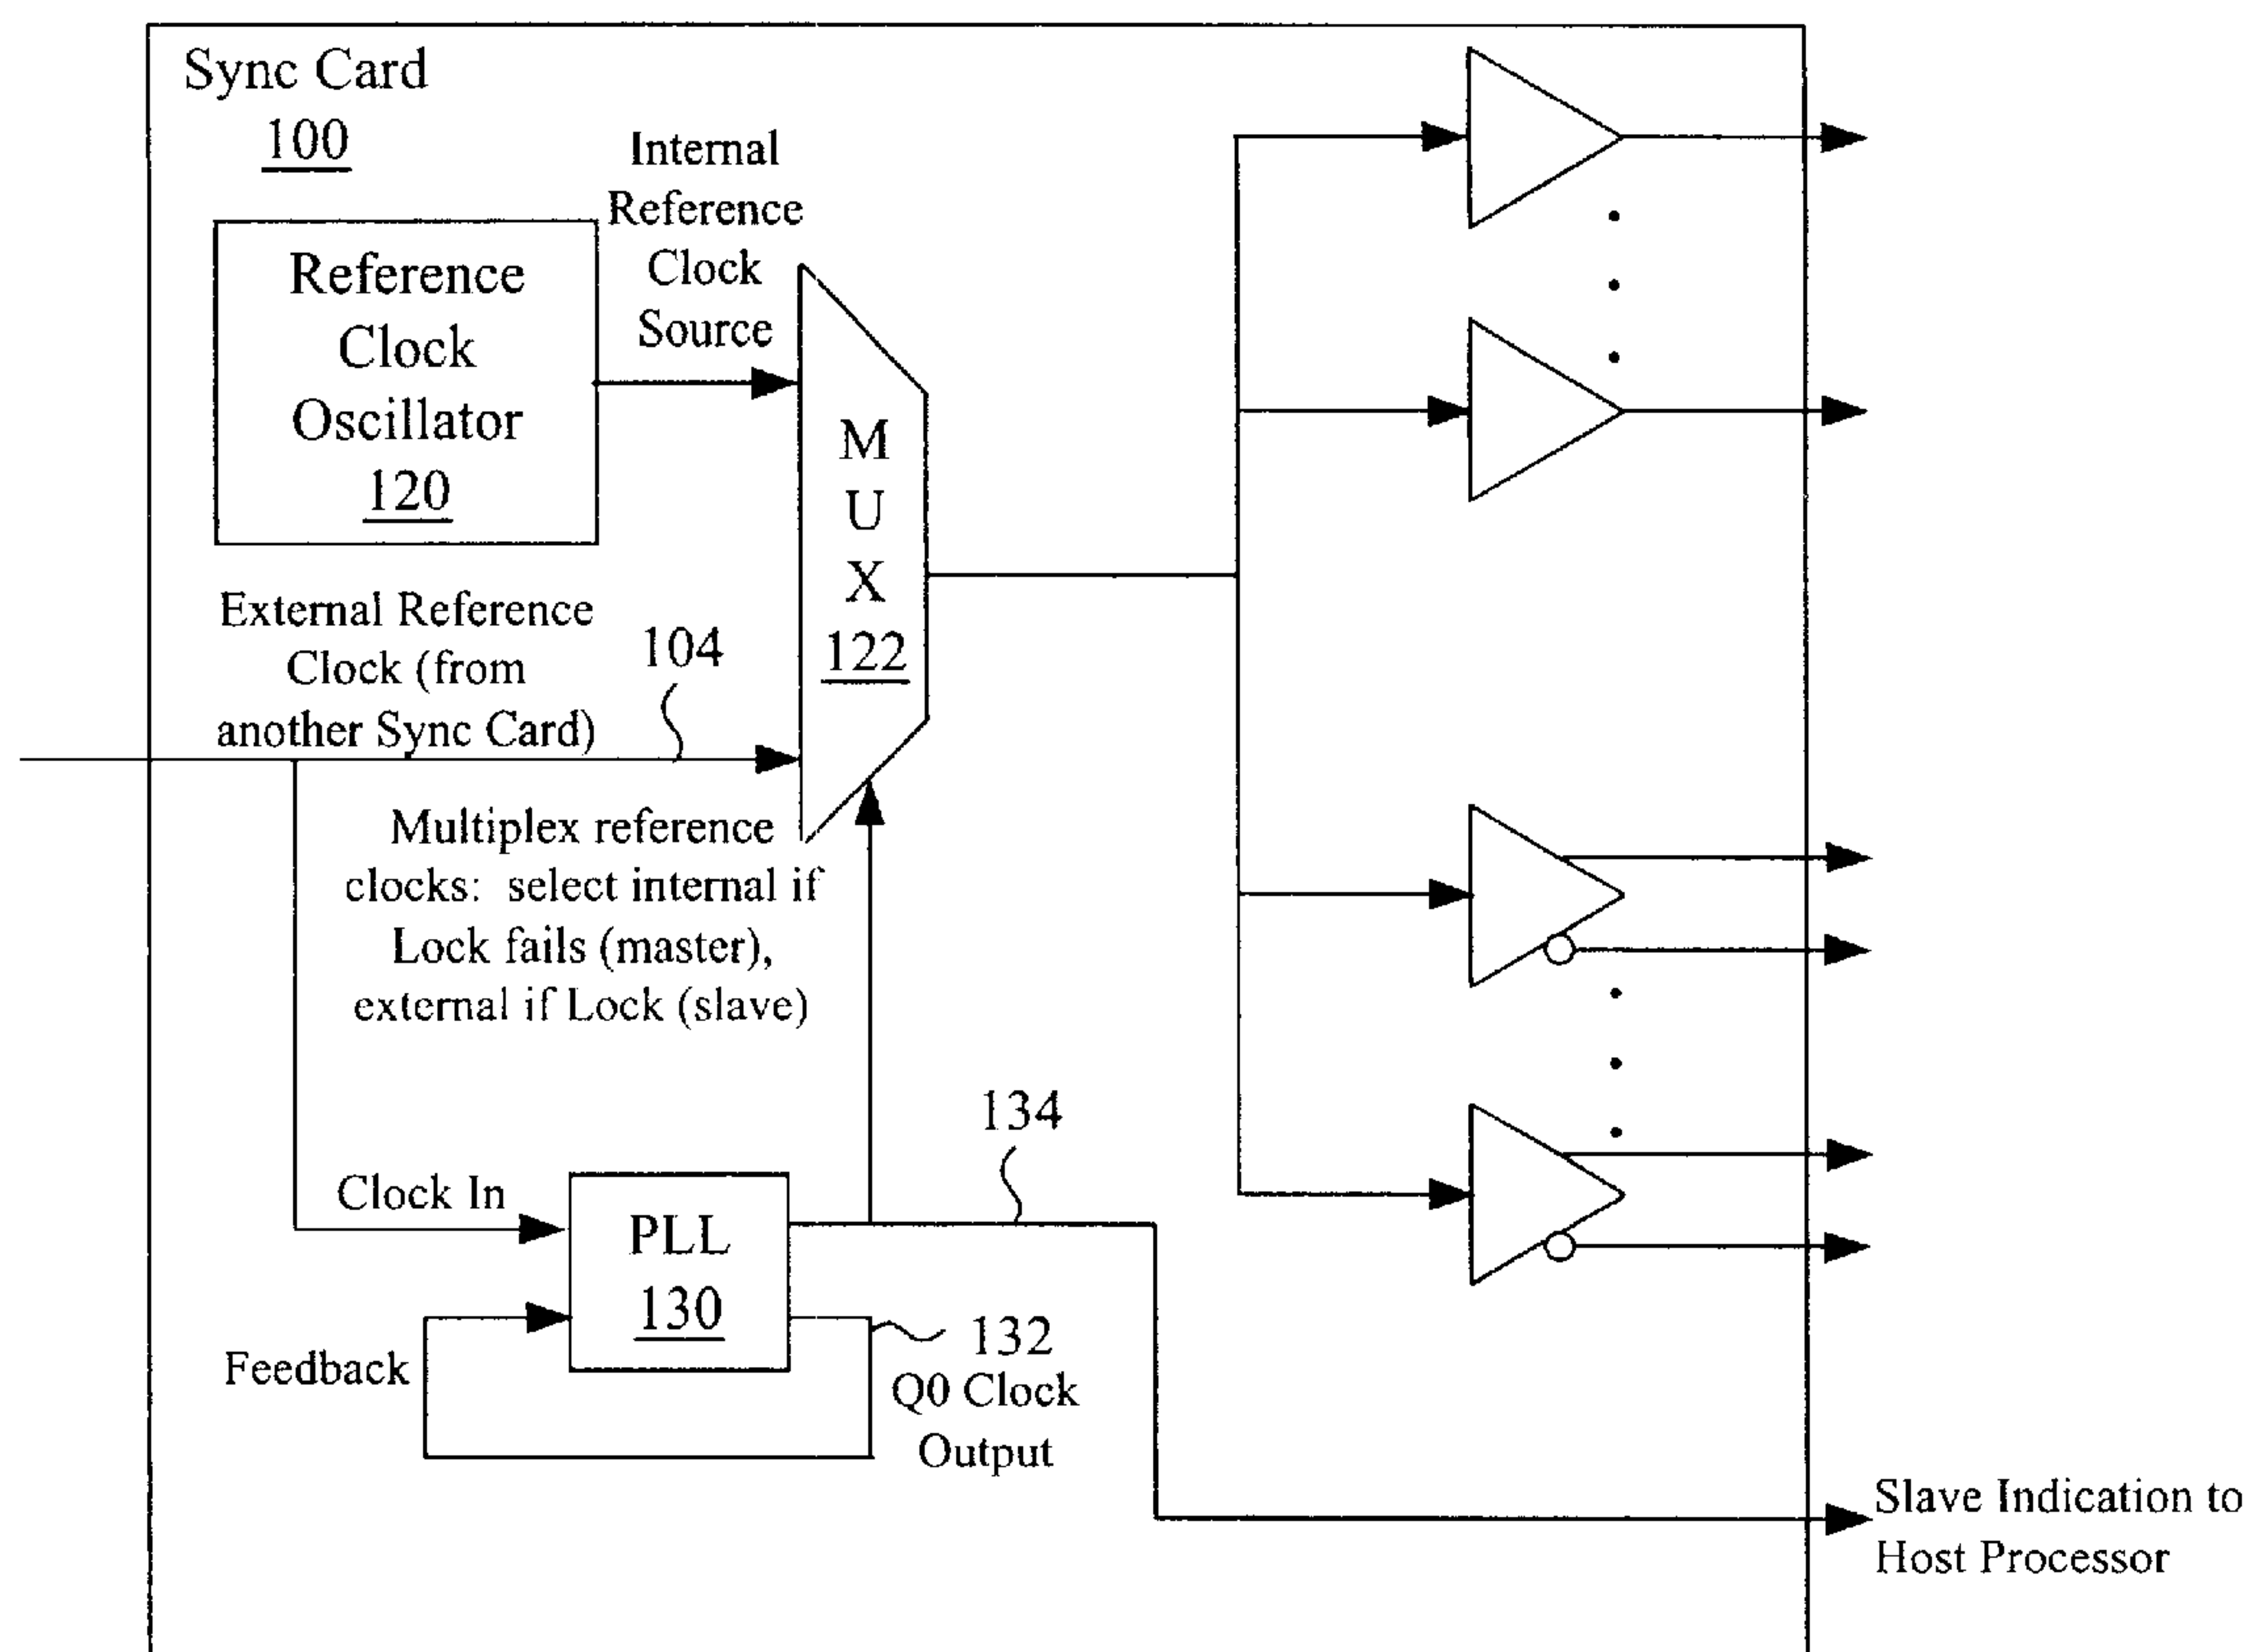 Sync Card
100
Internal
Reference
Clock
Source
Reference
Clock
Oscillator
120
M
U
X
122
External Reference
Clock (from
another Sync Card)
104
Multiplex reference
clocks: select internal if
Lock fails (master),
external if Lock (slave)
134
Clock In
PLL
130
Feedback
132
Q0 Clock
Output
Slave Indication to
Host Processor